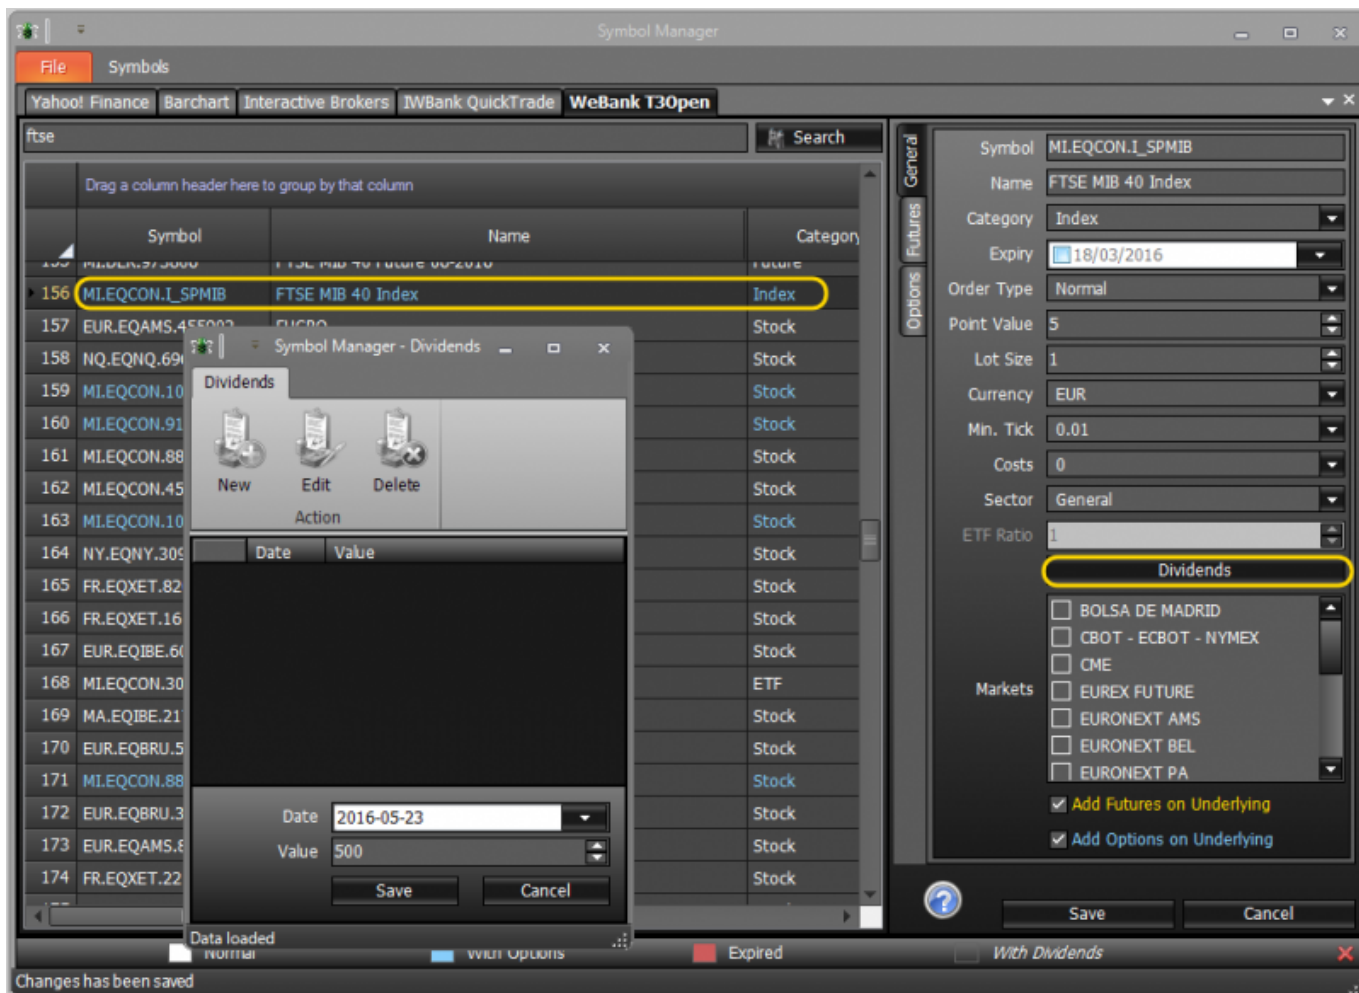 Symbol Manager
File Symbols
Yahoo! Finance Barchart Interactive Brokers IWBank QuickTrade WeBank T3Open
ftse Search
Drag a column header here to group by that column
Symbol Name Category
156 MI.EQCON.I_SPMIB FTSE MIB 40 Index Index
157 EUR.EQAMS.455002 Stock
158 NQ.EQNQ.69 Stock
159 MI.EQCON.10 Stock
160 MI.EQCON.91 Stock
161 MI.EQCON.88 Stock
162 MI.EQCON.45 Stock
163 MI.EQCON.10 Stock
164 NY.EQNY.309 Stock
165 FR.EQXET.82 Stock
166 FR.EQXET.16 Stock
167 EUR.EQIBE.60 Stock
168 MI.EQCON.30 ETF
169 MA.EQIBE.21 Stock
170 EUR.EQBRU.5 Stock
171 MI.EQCON.88 Stock
172 EUR.EQBRU.3 Stock
173 EUR.EQAMS.8 Stock
174 FR.EQXET.22 Stock
Symbol Manager - Dividends
Dividends
New Edit Delete
Action
Date Value
Date 2016-05-23
Value 500
Save Cancel
Data loaded
General
Futures
Options
Symbol MI.EQCON.I_SPMIB
Name FTSE MIB 40 Index
Category Index
Expiry 18/03/2016
Order Type Normal
Point Value 5
Lot Size 1
Currency EUR
Min. Tick 0.01
Costs 0
Sector General
ETF Ratio 1
Dividends
Markets
BOLSA DE MADRID
CBOT - ECBOT - NYMEX
CME
EUREX FUTURE
EURONEXT AMS
EURONEXT BEL
EURONEXT PA
Add Futures on Underlying
Add Options on Underlying
Save Cancel
Normal With Options Expired With Dividends
Changes has been saved